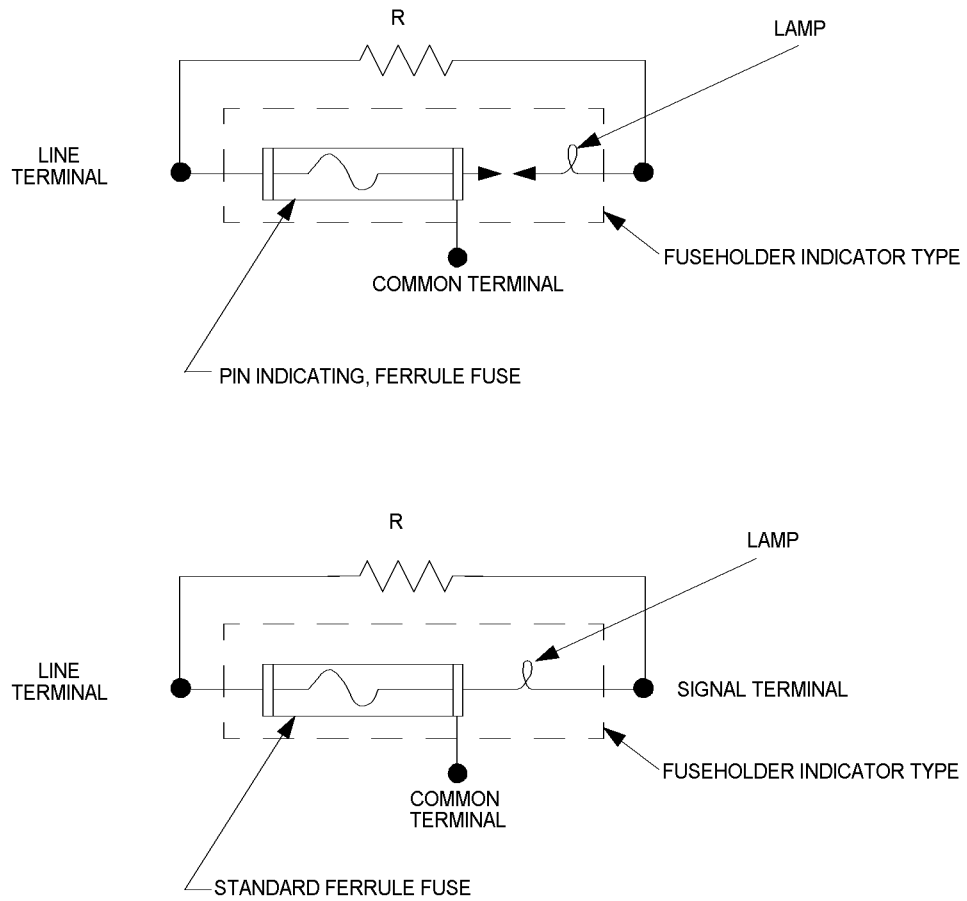 R
LAMP
LINE
TERMINAL
FUSEHOLDER INDICATOR TYPE
COMMON TERMINAL
PIN INDICATING, FERRULE FUSE
R
LAMP
LINE
TERMINAL
SIGNAL TERMINAL
FUSEHOLDER INDICATOR TYPE
COMMON
TERMINAL
STANDARD FERRULE FUSE